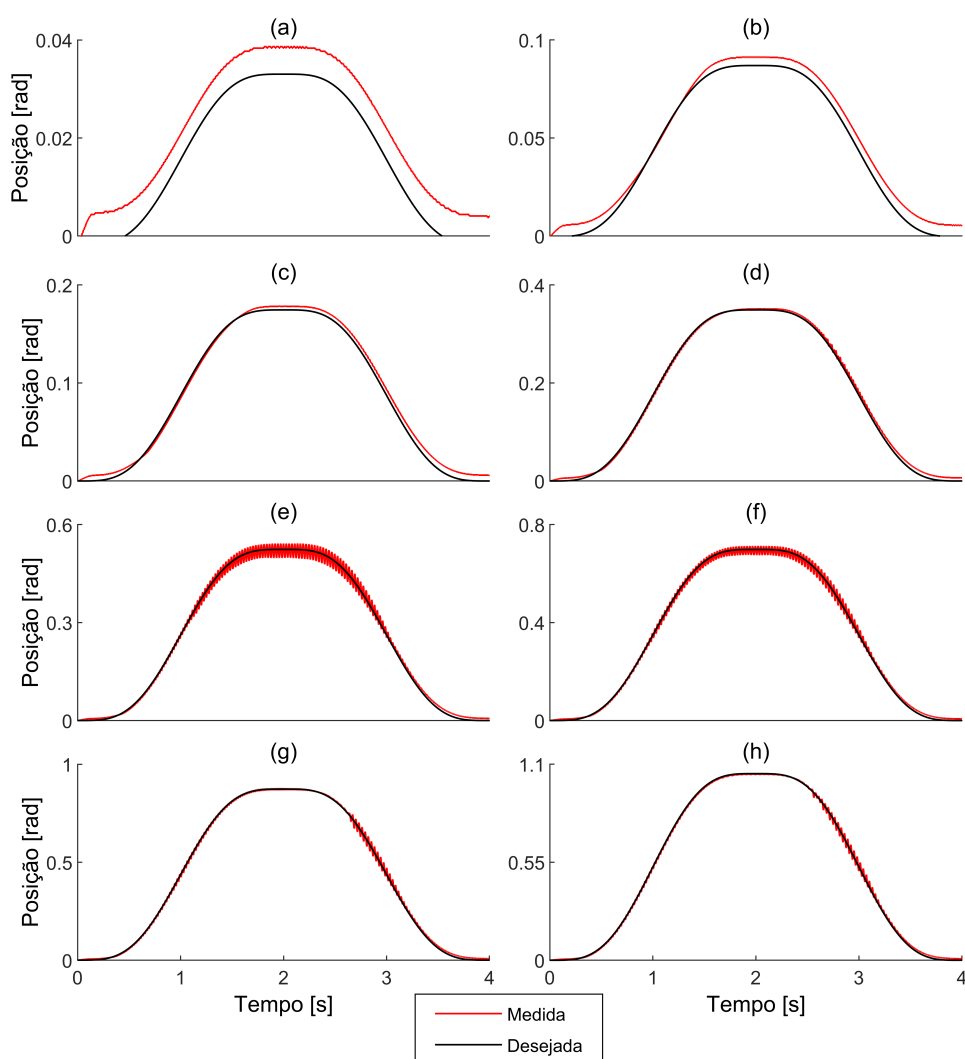 (a)
(b)
0.04
0.02
0
Posição [rad]
0.1
0.05
0
(c)
(d)
0.2
0.1
0
Posição [rad]
0.4
0.2
0
(e)
(f)
0.6
0.3
0
Posição [rad]
0.8
0.4
0
(g)
(h)
1
0.5
0
Posição [rad]
1.1
0.55
0
0 1 2 3 4
Tempo [s]
0 1 2 3 4
Tempo [s]
Medida
Desejada